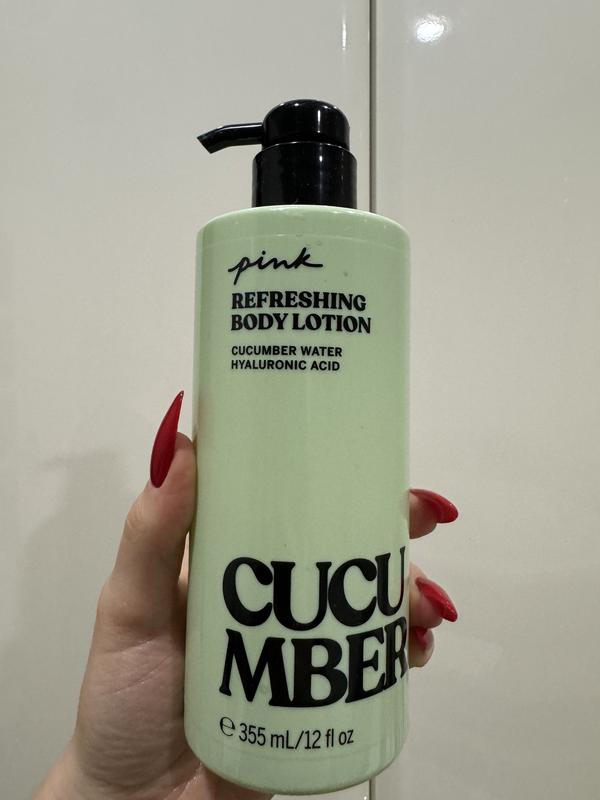 pink
REFRESHING
BODY LOTION
CUCUMBER WATER
HYALURONIC ACID
CUCU
MBER
℮ 355 mL/12 fl oz